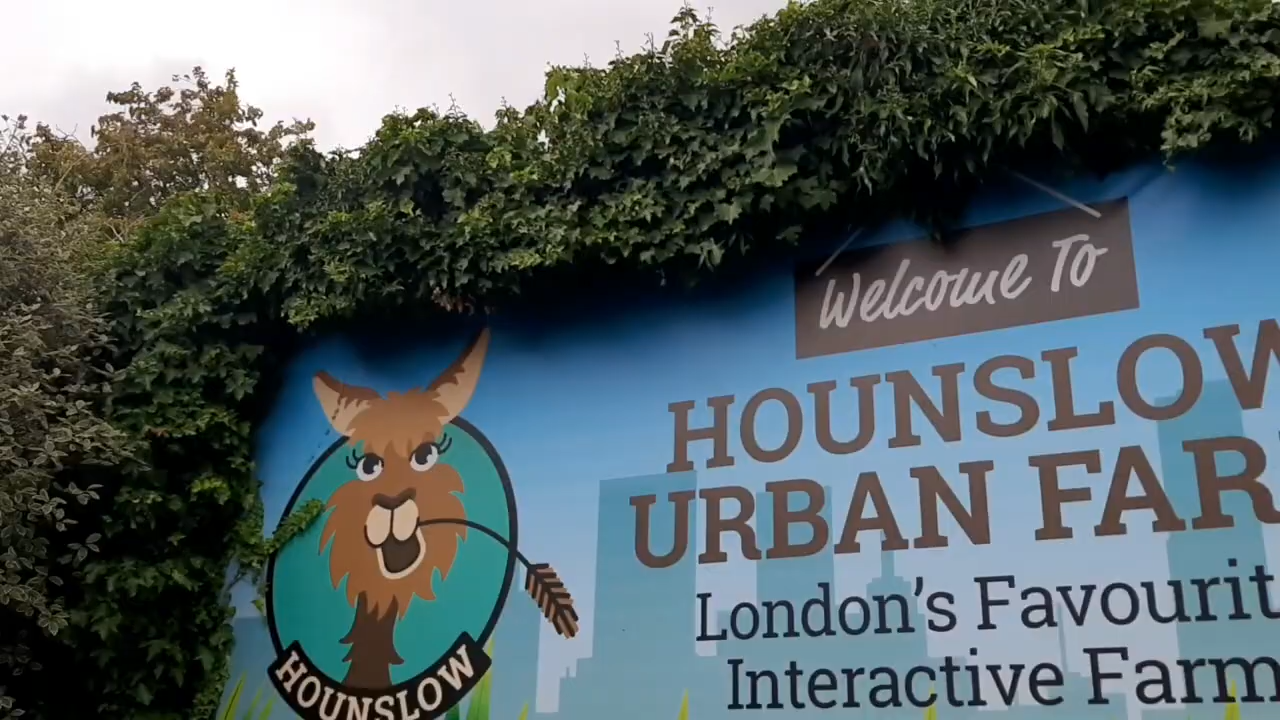 Welcome To
HOUNSLOW
URBAN FAR
London's Favourit
Interactive Farm
HOUNSLOW